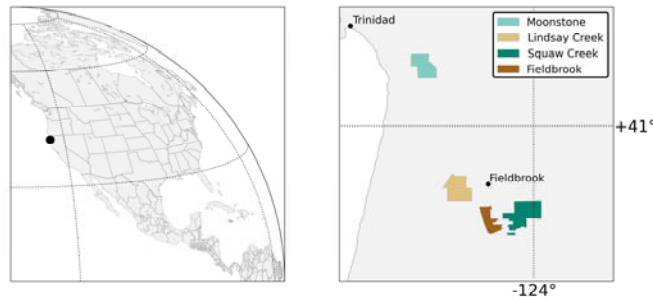 Trinidad
Moonstone
Lindsay Creek
Squaw Creek
Fieldbrook
+41°
Fieldbrook
-124°